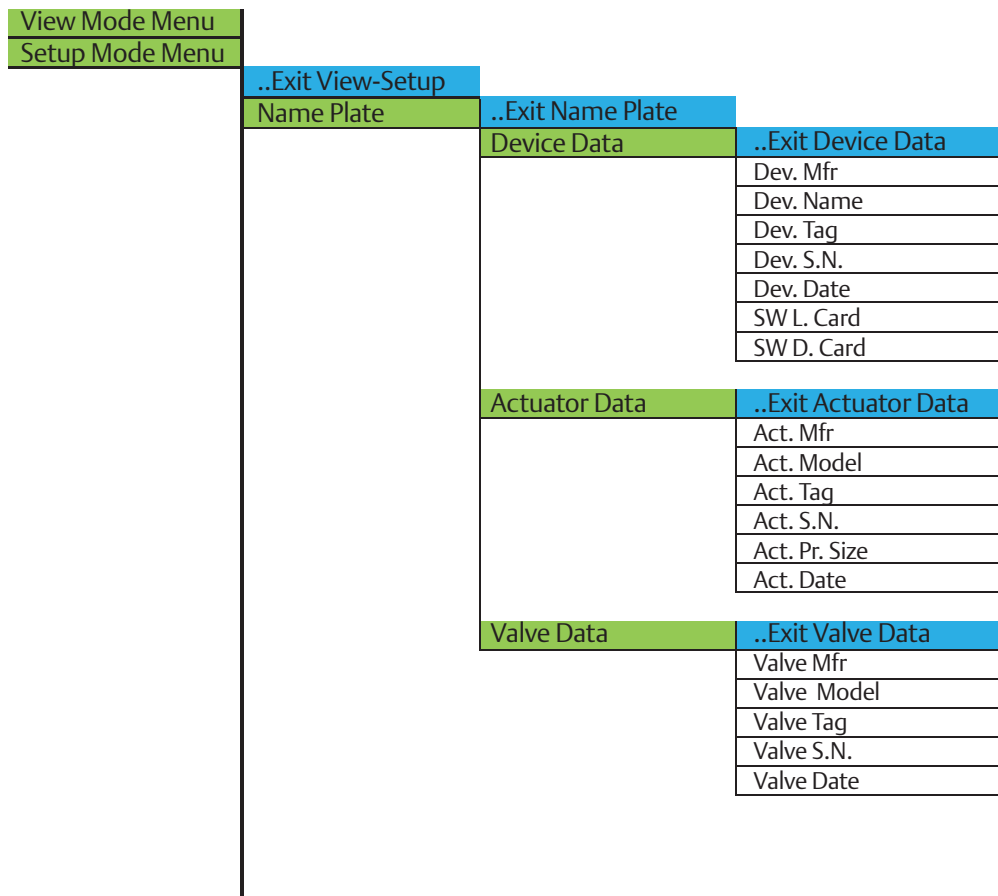 View Mode Menu
Setup Mode Menu
..Exit View-Setup
Name Plate
..Exit Name Plate
Device Data
..Exit Device Data
Dev. Mfr
Dev. Name
Dev. Tag
Dev. S.N.
Dev. Date
SW L. Card
SW D. Card
Actuator Data
..Exit Actuator Data
Act. Mfr
Act. Model
Act. Tag
Act. S.N.
Act. Pr. Size
Act. Date
Valve Data
..Exit Valve Data
Valve Mfr
Valve Model
Valve Tag
Valve S.N.
Valve Date